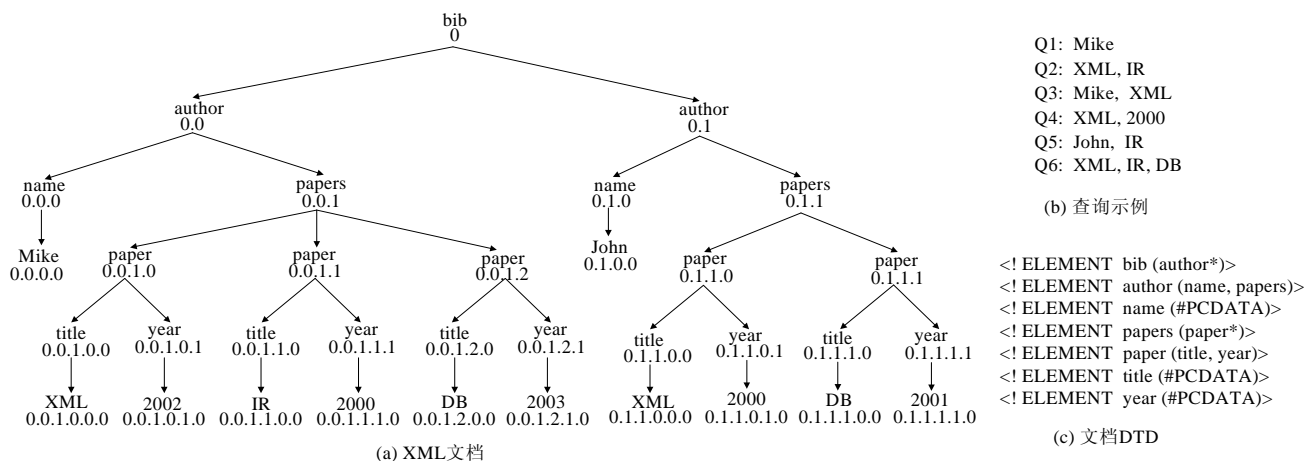 bib
0
author
0.0
author
0.1
name
0.0.0
papers
0.0.1
name
0.1.0
papers
0.1.1
Mike
0.0.0.0
paper
0.0.1.0
paper
0.0.1.1
paper
0.0.1.2
John
0.1.0.0
paper
0.1.1.0
paper
0.1.1.1
title
0.0.1.0.0
year
0.0.1.0.1
title
0.0.1.1.0
year
0.0.1.1.1
title
0.0.1.2.0
year
0.0.1.2.1
title
0.1.1.0.0
year
0.1.1.0.1
title
0.1.1.1.0
year
0.1.1.1.1
XML
0.0.1.0.0.0
2002
0.0.1.0.1.0
IR
0.0.1.1.0.0
2000
0.0.1.1.1.0
DB
0.0.1.2.0.0
2003
0.0.1.2.1.0
XML
0.1.1.0.0.0
2000
0.1.1.0.1.0
DB
0.1.1.1.0.0
2001
0.1.1.1.1.0
(a) XML文档
Q1: Mike
Q2: XML, IR
Q3: Mike, XML
Q4: XML, 2000
Q5: John, IR
Q6: XML, IR, DB
(b) 查询示例
<! ELEMENT bib (author*)>
<! ELEMENT author (name, papers)>
<! ELEMENT name (#PCDATA)>
<! ELEMENT papers (paper*)>
<! ELEMENT paper (title, year)>
<! ELEMENT title (#PCDATA)>
<! ELEMENT year (#PCDATA)>
(c) 文档DTD